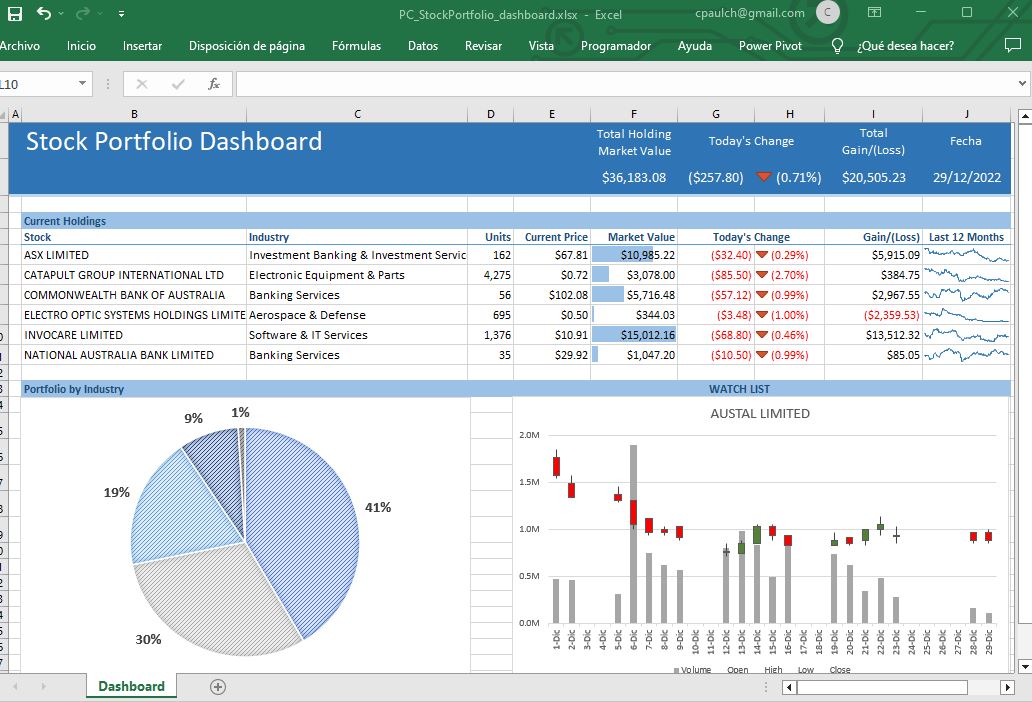 PC_StockPortfolio_dashboard.xlsx - Excel cpaulch@gmail.com C
Archivo Inicio Insertar Disposición de página Fórmulas Datos Revisar Vista Programador Ayuda Power Pivot ¿Qué desea hacer?
L10 fx
A B C D E F G H I J
Stock Portfolio Dashboard
Total Holding Market Value Today's Change Total Gain/(Loss) Fecha
$36,183.08 ($257.80) (0.71%) $20,505.23 29/12/2022
Current Holdings
Stock Industry Units Current Price Market Value Today's Change Gain/(Loss) Last 12 Months
ASX LIMITED Investment Banking & Investment Servic 162 $67.81 $10,985.22 ($32.40) (0.29%) $5,915.09
CATAPULT GROUP INTERNATIONAL LTD Electronic Equipment & Parts 4,275 $0.72 $3,078.00 ($85.50) (2.70%) $384.75
COMMONWEALTH BANK OF AUSTRALIA Banking Services 56 $102.08 $5,716.48 ($57.12) (0.99%) $2,967.55
ELECTRO OPTIC SYSTEMS HOLDINGS LIMITE Aerospace & Defense 695 $0.50 $344.03 ($3.48) (1.00%) ($2,359.53)
INVOCARE LIMITED Software & IT Services 1,376 $10.91 $15,012.16 ($68.80) (0.46%) $13,512.32
NATIONAL AUSTRALIA BANK LIMITED Banking Services 35 $29.92 $1,047.20 ($10.50) (0.99%) $85.05
Portfolio by Industry WATCH LIST
AUSTAL LIMITED
9% 1%
19%
41%
30%
2.0M
1.5M
1.0M
0.5M
0.0M
1-Dic 2-Dic 3-Dic 4-Dic 5-Dic 6-Dic 7-Dic 8-Dic 9-Dic 10-Dic 11-Dic 12-Dic 13-Dic 14-Dic 15-Dic 16-Dic 17-Dic 18-Dic 19-Dic 20-Dic 21-Dic 22-Dic 23-Dic 24-Dic 25-Dic 26-Dic 27-Dic 28-Dic 29-Dic
Volume Open High Low Close
Dashboard